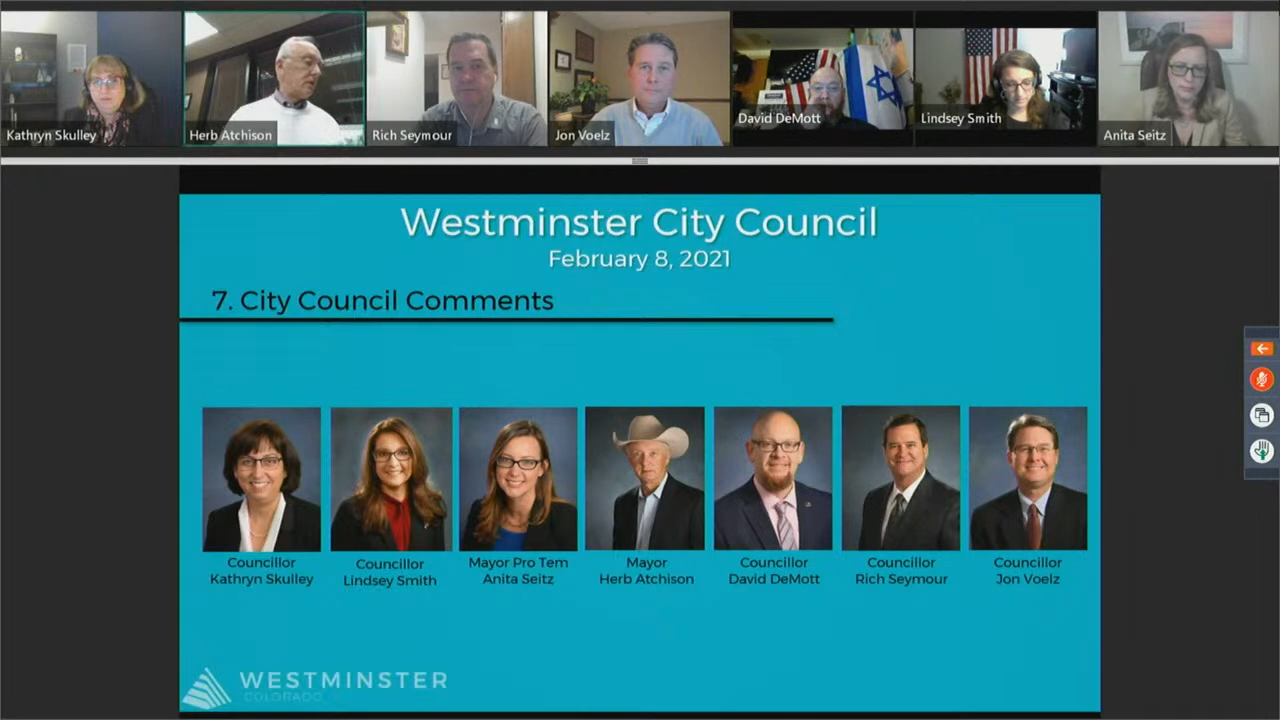 Kathryn Skulley
Herb Atchison
Rich Seymour
Jon Voelz
David DeMott
Lindsey Smith
Anita Seitz
Westminster City Council
February 8, 2021
7. City Council Comments
Councillor
Kathryn Skulley
Councillor
Lindsey Smith
Mayor Pro Tem
Anita Seitz
Mayor
Herb Atchison
Councillor
David DeMott
Councillor
Rich Seymour
Councillor
Jon Voelz
WESTMINSTER
COLORADO